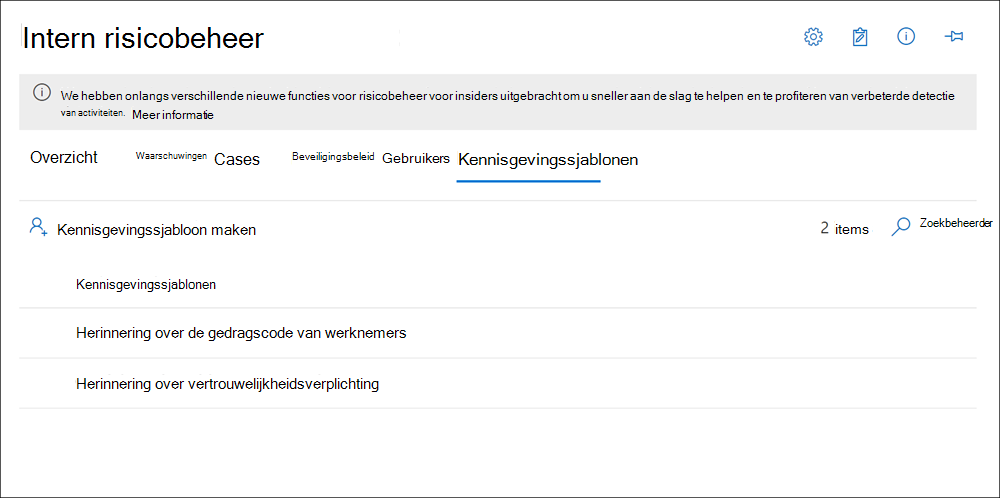 Intern risicobeheer
We hebben onlangs verschillende nieuwe functies voor risicobeheer voor insiders uitgebracht om u sneller aan de slag te helpen en te profiteren van verbeterde detectie
van activiteiten. Meer informatie
Overzicht Waarschuwingen Cases Beveiligingsbeleid Gebruikers Kennisgevingssjablonen
Kennisgevingssjabloon maken 2 items Zoekbeheerder
Kennisgevingssjablonen
Herinnering over de gedragscode van werknemers
Herinnering over vertrouwelijkheidsverplichting